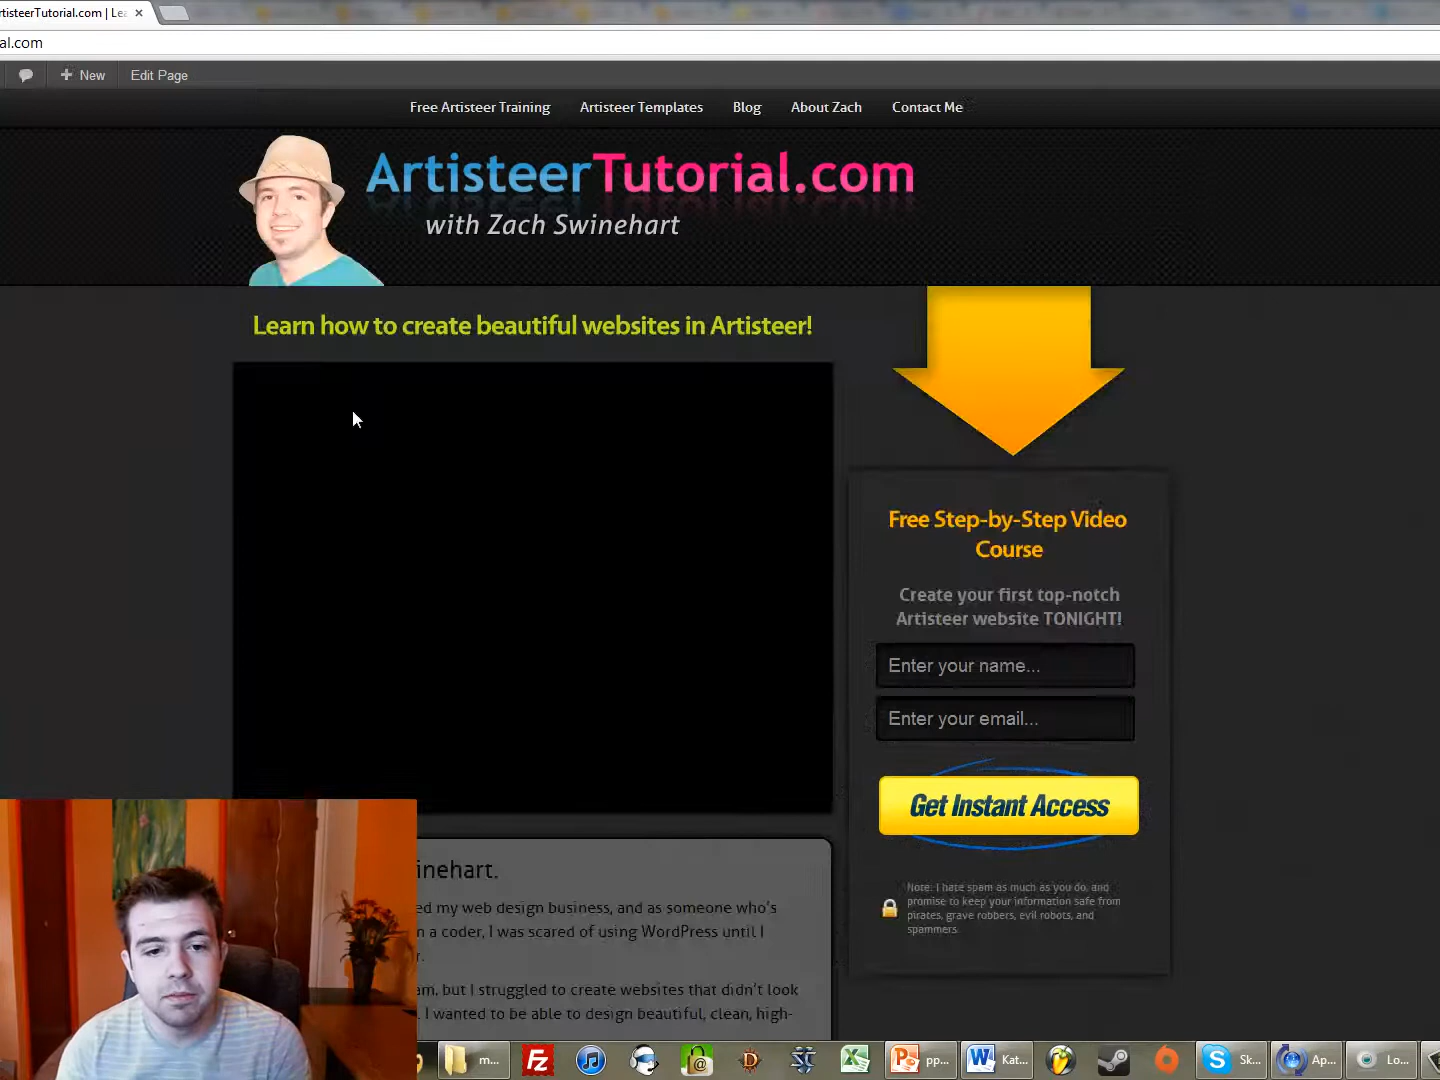 ArtisteerTutorial.com | Lea
al.com
New
Edit Page
Free Artisteer Training
Artisteer Templates
Blog
About Zach
Contact Me
ArtisteerTutorial.com
with Zach Swinehart
Learn how to create beautiful websites in Artisteer!
Free Step-by-Step Video
Course
Create your first top-notch
Artisteer website TONIGHT!
Enter your name...
Enter your email...
Get Instant Access
Note: I hate spam as much as you do, and
promise to keep your information safe from
pirates, grave robbers, evil robots, and
spammers.
inehart.
ed my web design business, and as someone who's
n a coder, I was scared of using WordPress until I
r.
am, but I struggled to create websites that didn't look
. I wanted to be able to design beautiful, clean, high-
m...
pp...
Kat...
Sk...
Ap...
Lo...